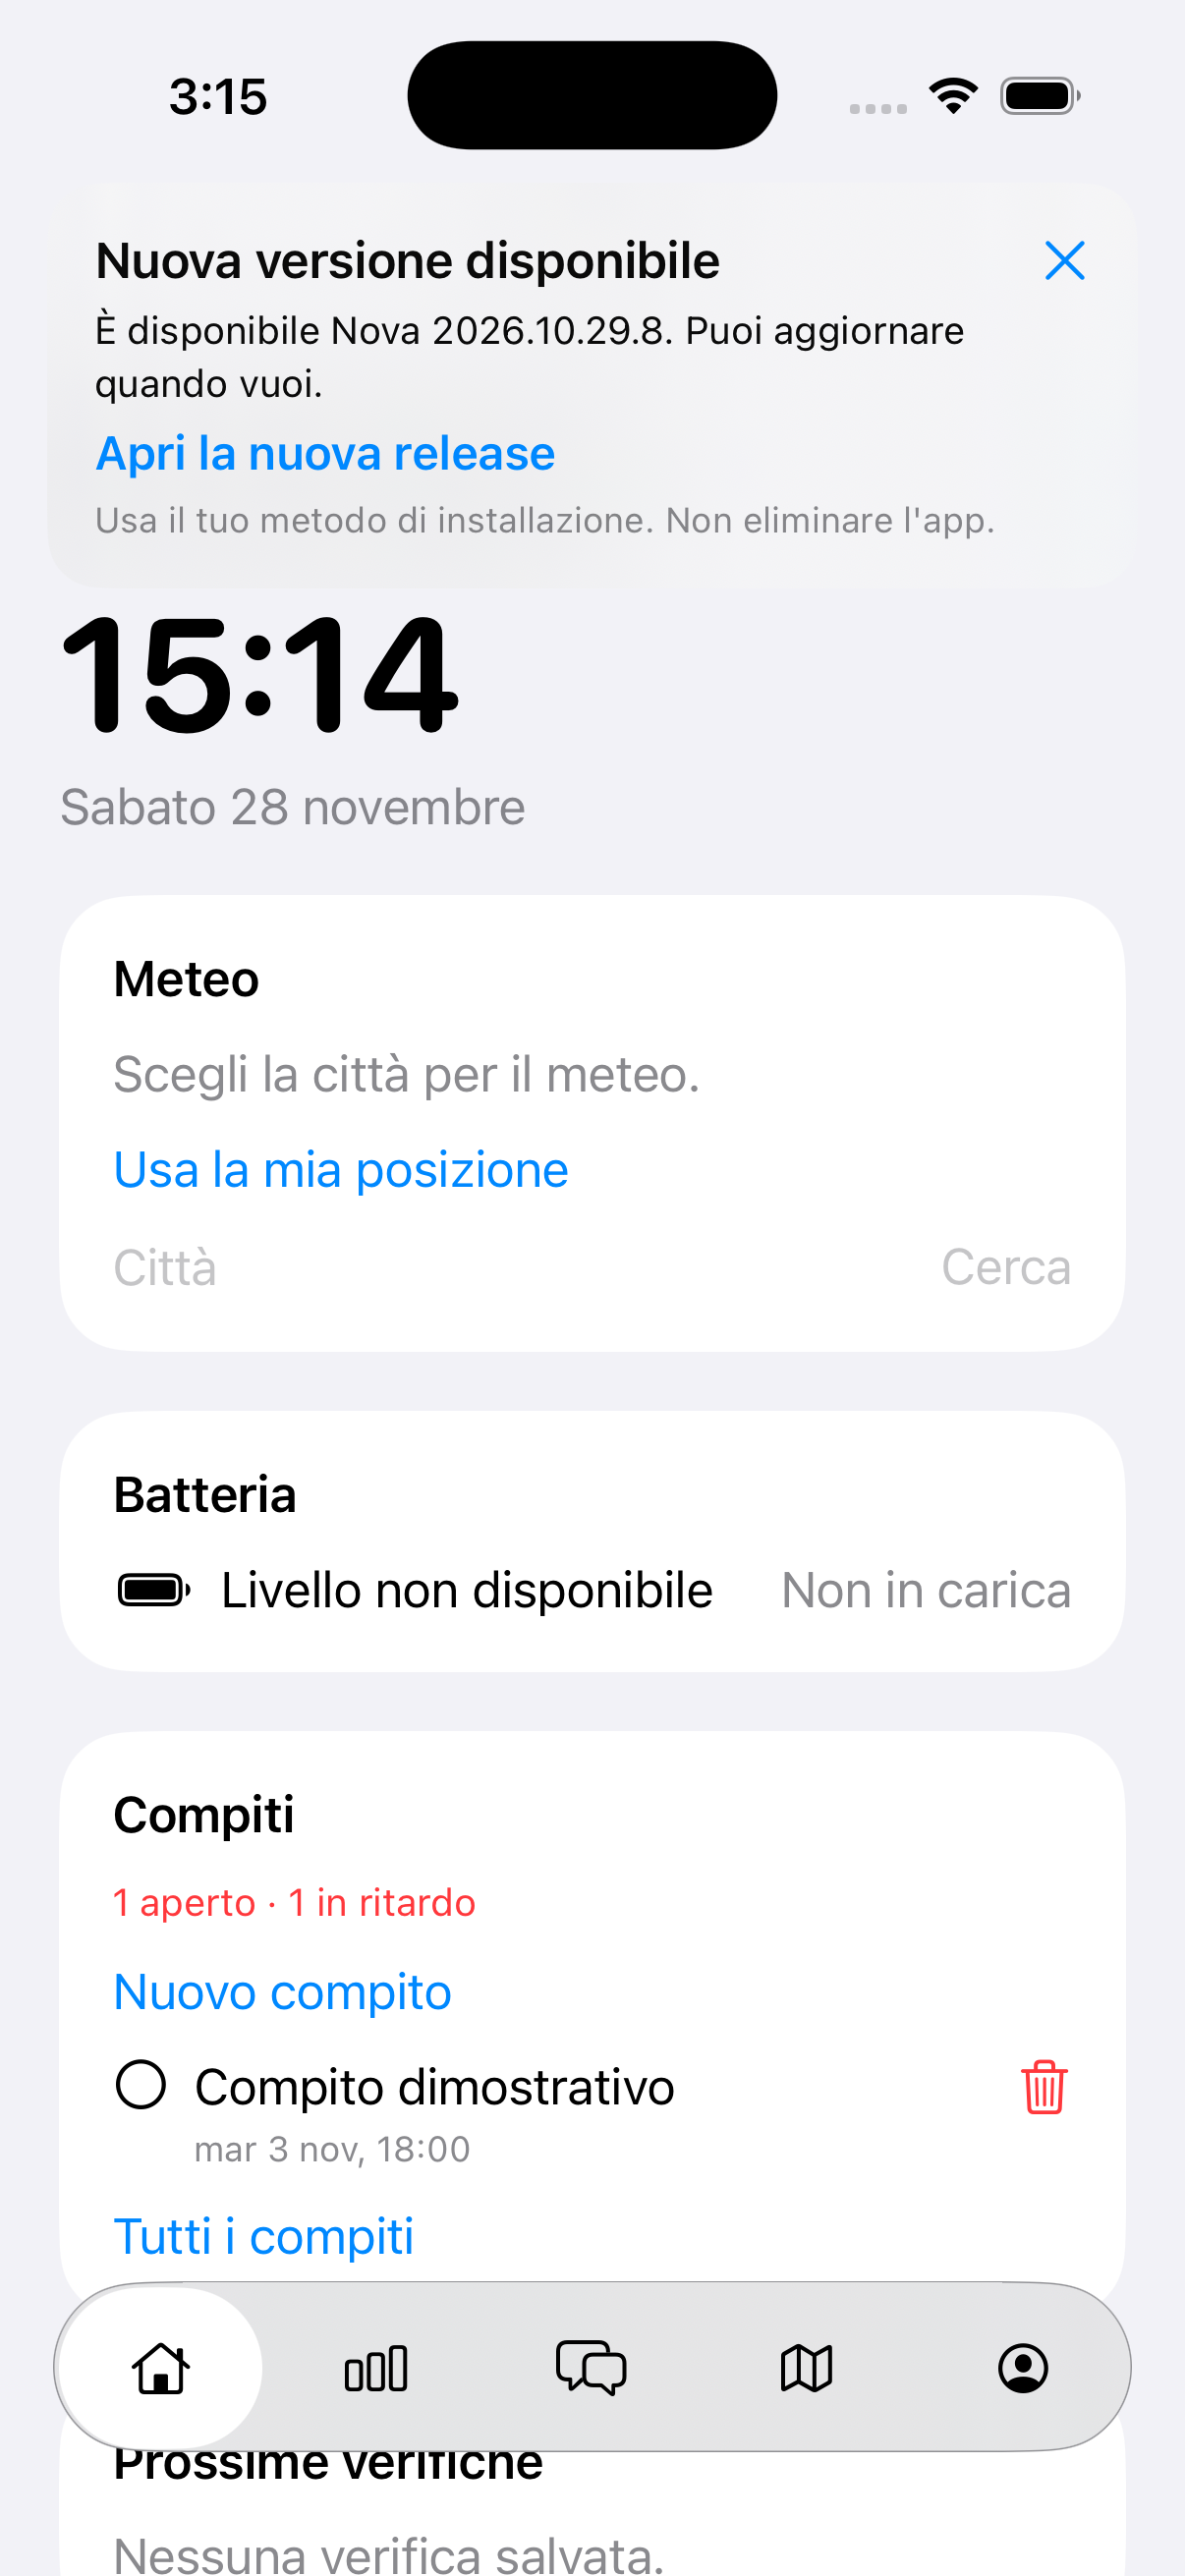 3:15
Nuova versione disponibile
È disponibile Nova 2026.10.29.8. Puoi aggiornare
quando vuoi.
Apri la nuova release
Usa il tuo metodo di installazione. Non eliminare l'app.
15:14
Sabato 28 novembre
Meteo
Scegli la città per il meteo.
Usa la mia posizione
Città Cerca
Batteria
Livello non disponibile Non in carica
Compiti
1 aperto · 1 in ritardo
Nuovo compito
Compito dimostrativo
mar 3 nov, 18:00
Tutti i compiti
Prossime verifiche
Nessuna verifica salvata.